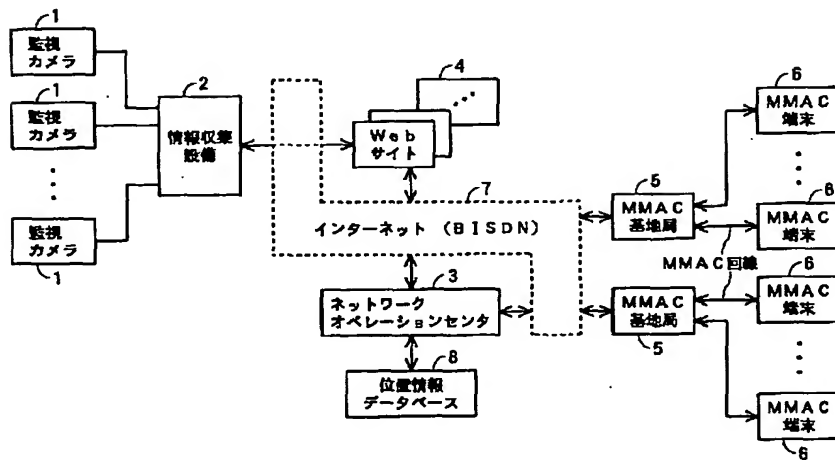 1
監視
カメラ
1
監視
カメラ
監視
カメラ
1
2
情報収集
設備
4
Web
サイト
7
インターネット (BISDN)
3
ネットワーク
オペレーションセンタ
8
位置情報
データベース
5
MMAC
基地局
MMAC
基地局
5
6
MMAC
端末
6
MMAC
端末
MMAC回線
6
MMAC
端末
MMAC
端末
6